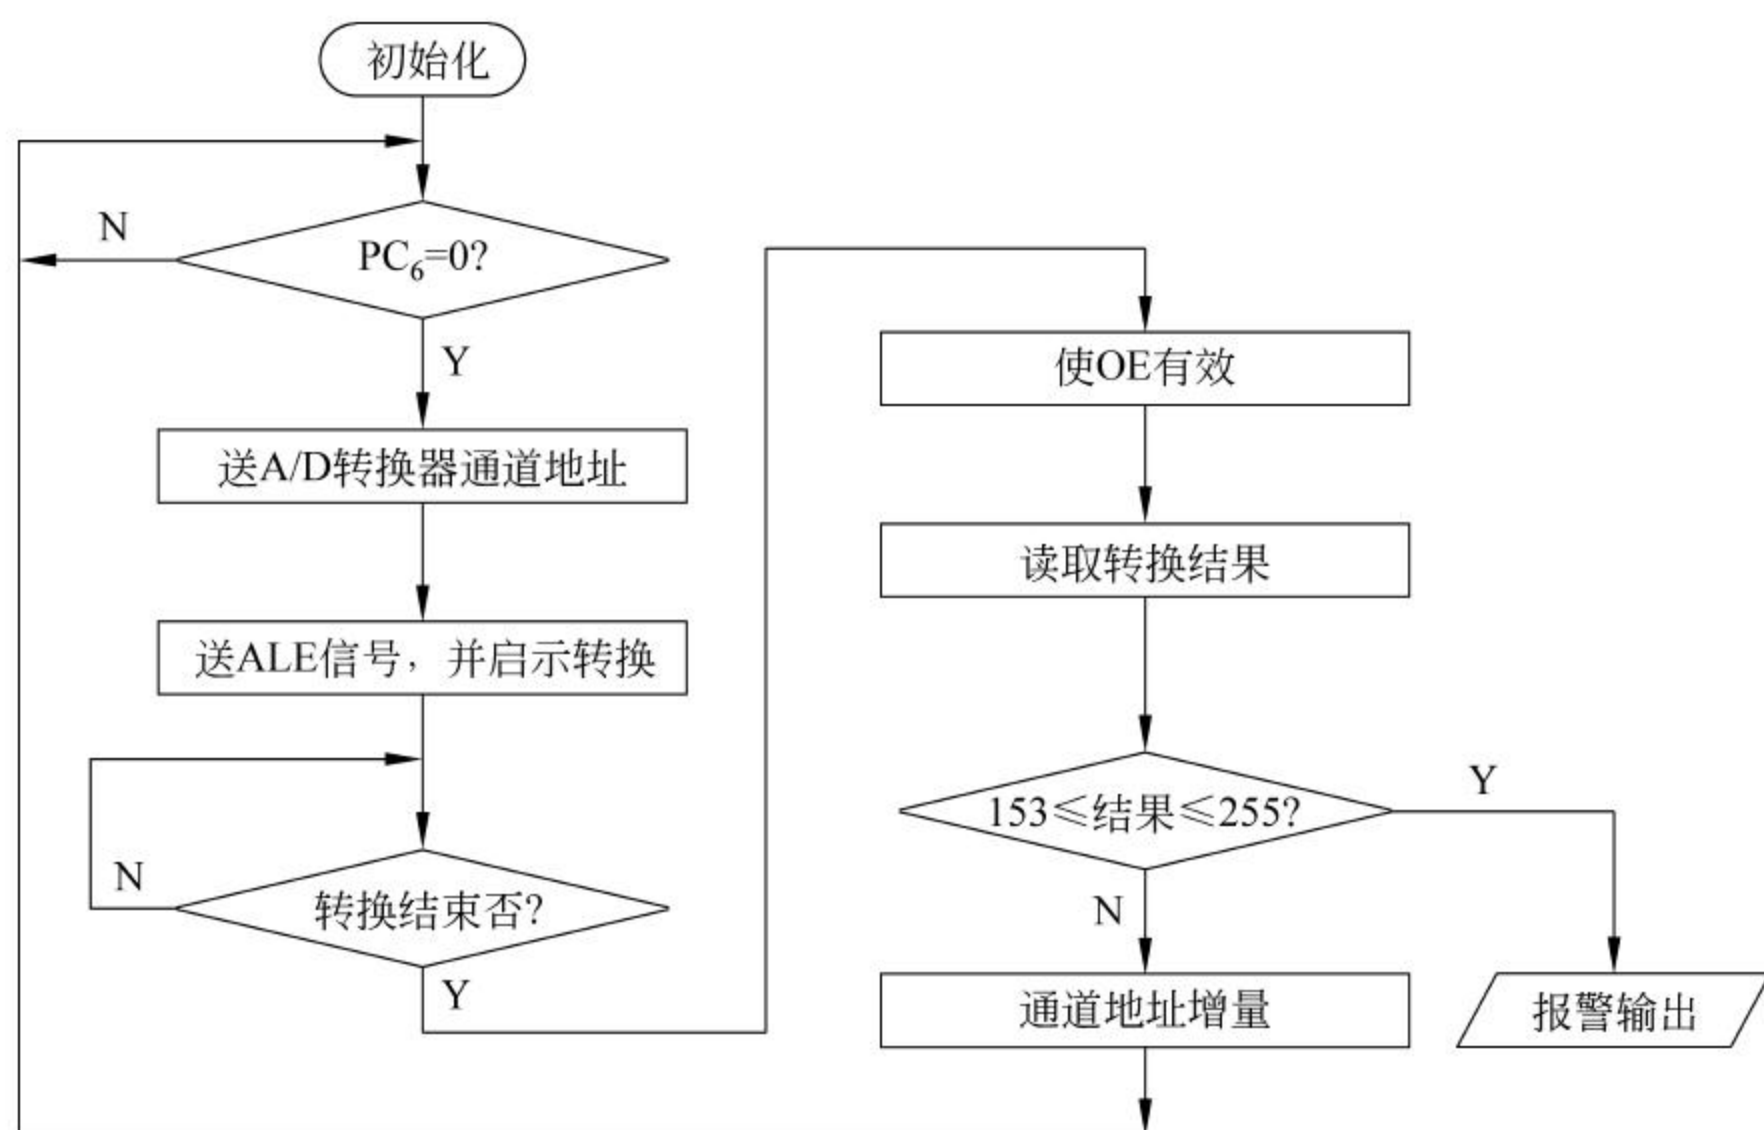 初始化
N
PC₆=0?
Y
送A/D转换器通道地址
送ALE信号，并启示转换
N
转换结束否?
Y
使OE有效
读取转换结果
153≤结果≤255?
Y
N
通道地址增量
报警输出